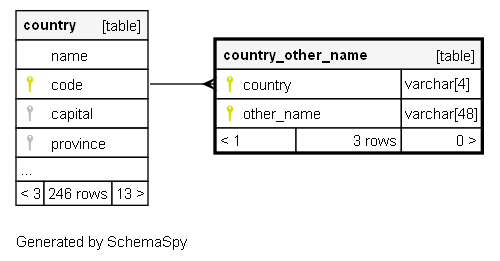 country [table]
name
code
capital
province
...
< 3 246 rows 13 >
country_other_name [table]
country varchar[4]
other_name varchar[48]
< 1 3 rows 0 >
Generated by SchemaSpy